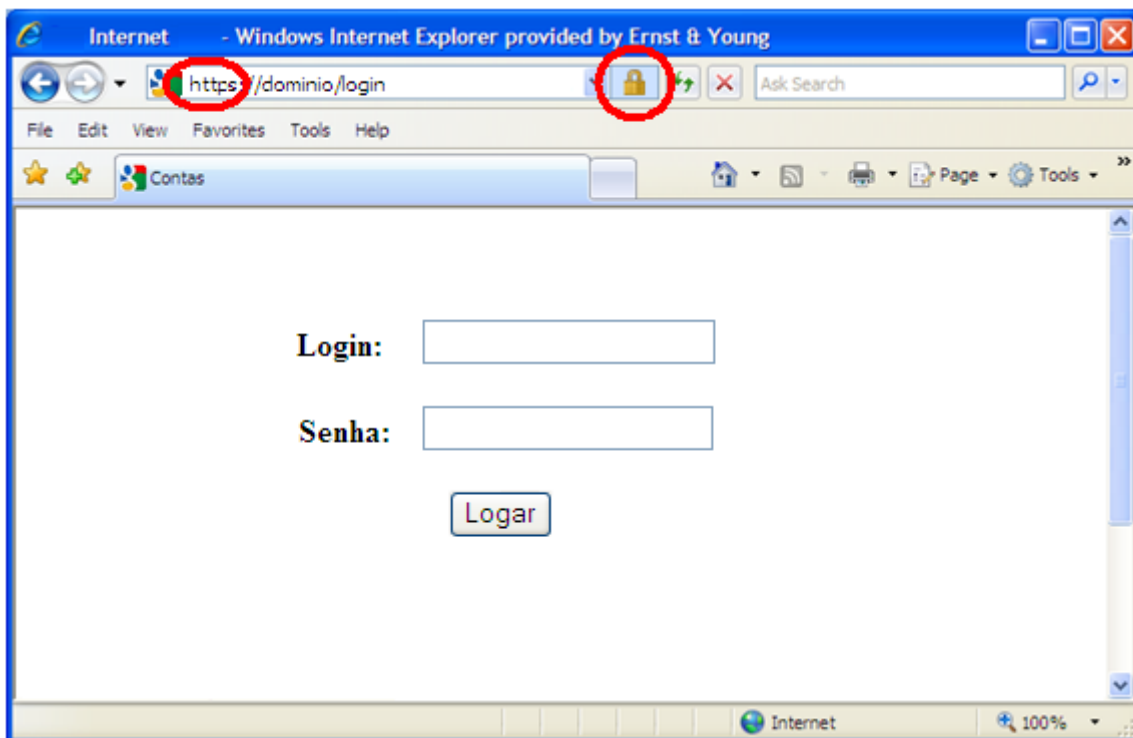 Internet - Windows Internet Explorer provided by Ernst & Young
https://dominio/login Ask Search
File Edit View Favorites Tools Help
Contas Page Tools »
Login:
Senha:
Logar
Internet 100%